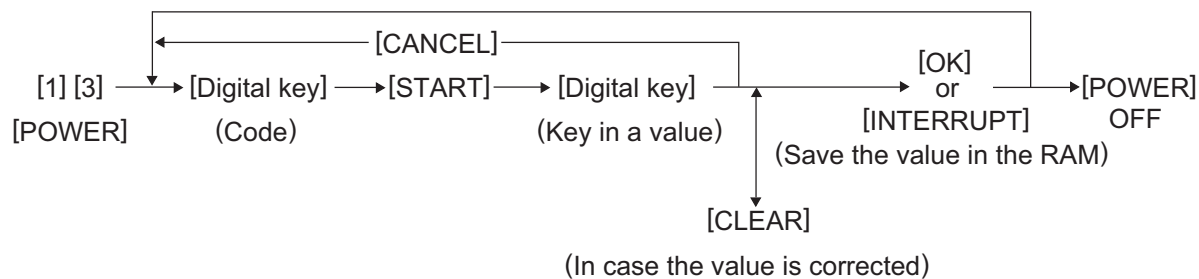 [CANCEL]
[1] [3] [Digital key] [START] [Digital key] [OK] or [INTERRUPT] [POWER] OFF
[POWER] (Code) (Key in a value) (Save the value in the RAM)
[CLEAR]
(In case the value is corrected)